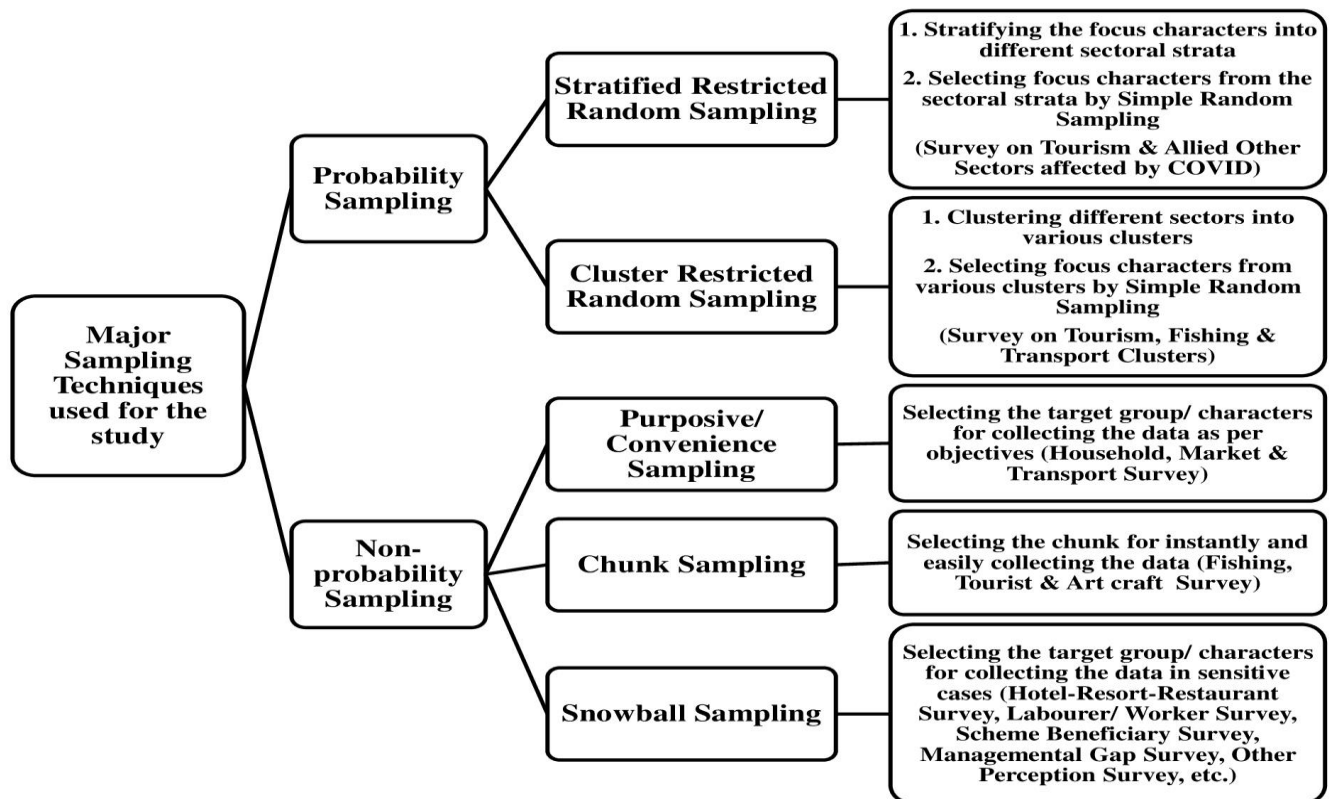 Major
Sampling
Techniques
used for the
study
Probability
Sampling
Stratified Restricted
Random Sampling
1. Stratifying the focus characters into
different sectoral strata
2. Selecting focus characters from the
sectoral strata by Simple Random
Sampling
(Survey on Tourism & Allied Other
Sectors affected by COVID)
Cluster Restricted
Random Sampling
1. Clustering different sectors into
various clusters
2. Selecting focus characters from
various clusters by Simple Random
Sampling
(Survey on Tourism, Fishing &
Transport Clusters)
Non-
probability
Sampling
Purposive/
Convenience
Sampling
Selecting the target group/ characters
for collecting the data as per
objectives (Household, Market &
Transport Survey)
Chunk Sampling
Selecting the chunk for instantly and
easily collecting the data (Fishing,
Tourist & Art craft Survey)
Snowball Sampling
Selecting the target group/ characters
for collecting the data in sensitive
cases (Hotel-Resort-Restaurant
Survey, Labourer/ Worker Survey,
Scheme Beneficiary Survey,
Managemental Gap Survey, Other
Perception Survey, etc.)